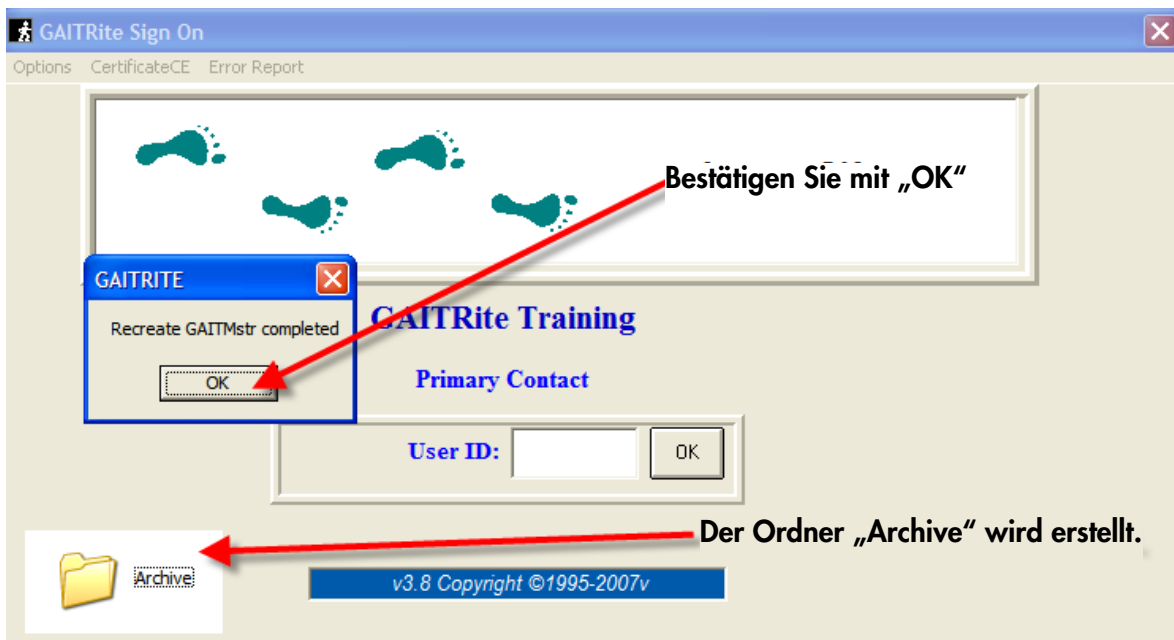 GAITRite Sign On
Options CertificateCE Error Report
Bestätigen Sie mit „OK“
GAITRITE
Recreate GAITMstr completed
OK
GAITRite Training
Primary Contact
User ID:
OK
Der Ordner „Archive“ wird erstellt.
Archive
v3.8 Copyright ©1995-2007v